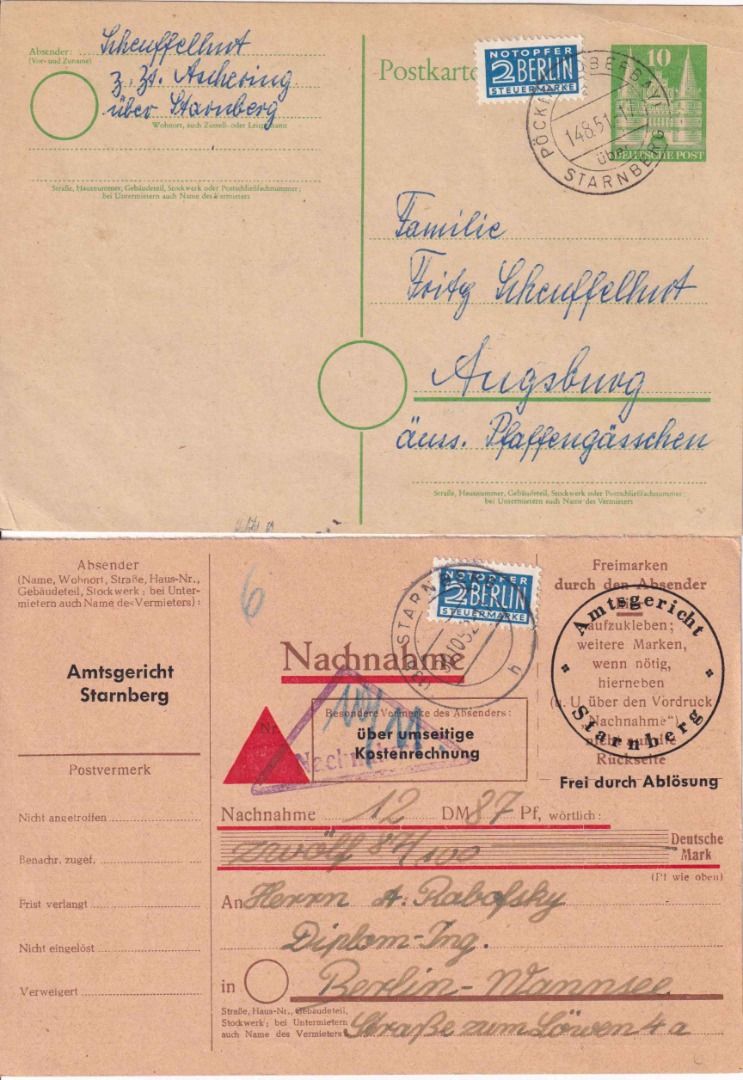 Absender:
(Vor- und Zuname)
Scheuffelhut
z. Zt. Aschering
über Starnberg
Wohnort, auch Zustell- oder Leitpostamt
Straße, Hausnummer, Gebäudeteil, Stockwerk oder Postschließfachnummer;
bei Untermietern auch Name des Vermieters
Postkarte
NOTOPFER
2 BERLIN
STEUERMARKE
PÖCKING OBERBAY
14.8.51
über
STARNBERG
10
DEUTSCHE POST
Familie
Fritz Scheuffelhut
Augsburg
äuss. Pfaffengässchen
Straße, Hausnummer, Gebäudeteil, Stockwerk oder Postschließfachnummer;
bei Untermietern auch Name des Vermieters
Absender
(Name, Wohnort, Straße, Haus-Nr.,
Gebäudeteil, Stockwerk; bei Unter-
mietern auch Name des Vermieters):
Amtsgericht
Starnberg
Postvermerk
Nicht angetroffen
Benachr. zugef.
Frist verlangt
Nicht eingelöst
Verweigert
6
STARN
NOTOPFER
2 BERLIN
STEUERMARKE
Nachnahme
Nr.
Besondere Vermerke des Absenders:
über umseitige
Kostenrechnung
Freimarken
durch den Absender
aufzukleben;
weitere Marken,
wenn nötig,
hierneben
(u. U. über den Vordruck
„Nachnahme“)
Rückseite
Amtsgericht
Starnberg
Frei durch Ablösung
Nachnahme 12 DM 87 Pf, wörtlich:
zwölf 87/100 Deutsche
Mark
(Pf wie oben)
An Herrn A. Rabofsky
Diplom-Ing.
in Berlin-Wannsee
Straße, Haus-Nr., Gebäudeteil,
Stockwerk; bei Untermietern
auch Name des Vermieters
Straße zum Löwen 4a